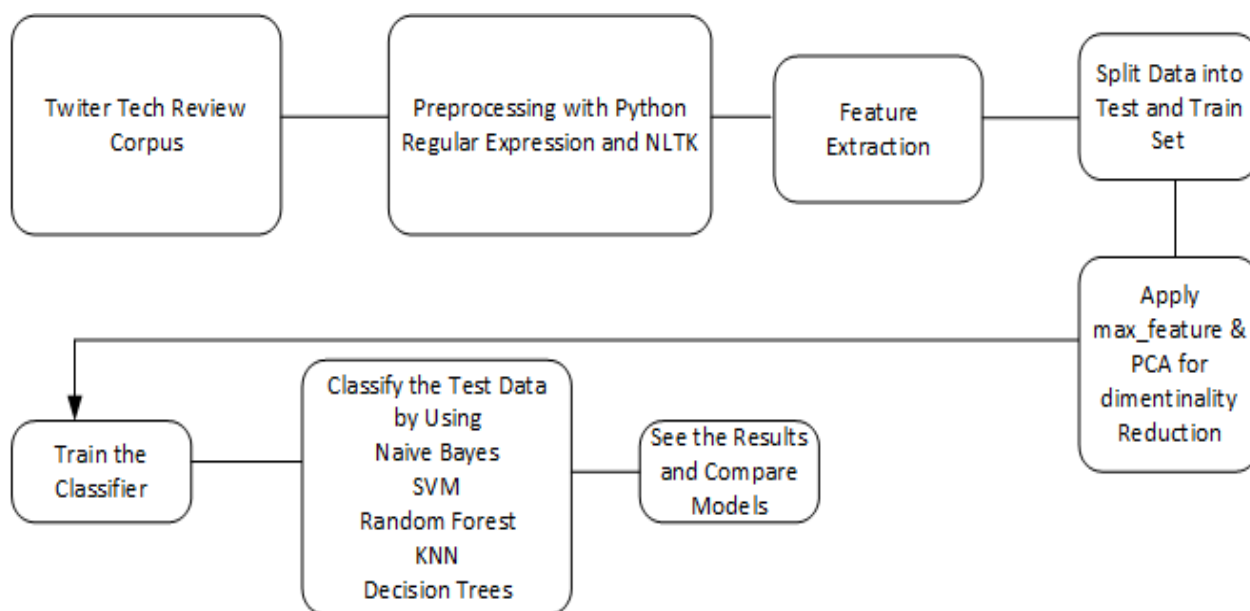 Twiter Tech Review
Corpus
Preprocessing with Python
Regular Expression and NLTK
Feature
Extraction
Split Data into
Test and Train
Set
Apply
max_feature &
PCA for
dimentinality
Reduction
Train the
Classifier
Classify the Test Data
by Using
Naive Bayes
SVM
Random Forest
KNN
Decision Trees
See the Results
and Compare
Models